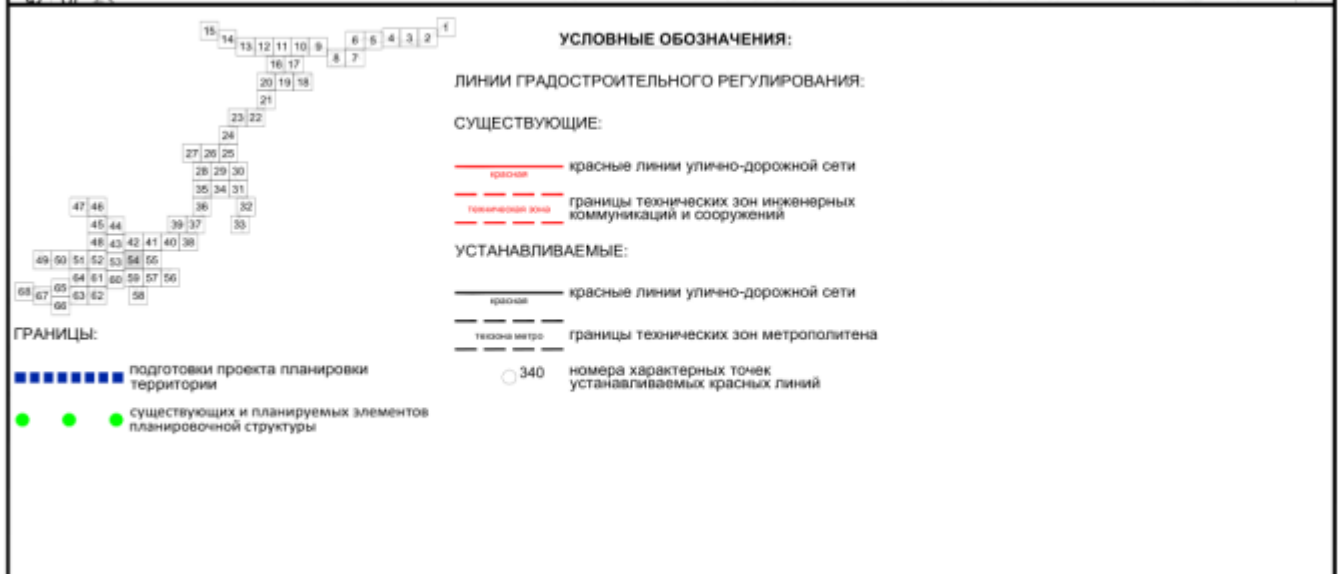 15 14 13 12 11 10 9 8 7 6 5 4 3 2 1
16 17
20 19 18
21
23 22
24
27 26 25
28 29 30
35 34 31
47 46 36 32
45 44 39 37 33
48 43 42 41 40 38
49 50 51 52 53 54 55
64 61 60 59 57 56
68 67 65 63 62 58
66
ГРАНИЦЫ:
подготовки проекта планировки
территории
существующих и планируемых элементов
планировочной структуры
УСЛОВНЫЕ ОБОЗНАЧЕНИЯ:
ЛИНИИ ГРАДОСТРОИТЕЛЬНОГО РЕГУЛИРОВАНИЯ:
СУЩЕСТВУЮЩИЕ:
красная
красные линии улично-дорожной сети
техническая зона
границы технических зон инженерных
коммуникаций и сооружений
УСТАНАВЛИВАЕМЫЕ:
красная
красные линии улично-дорожной сети
техзона метро
границы технических зон метрополитена
340
номера характерных точек
устанавливаемых красных линий